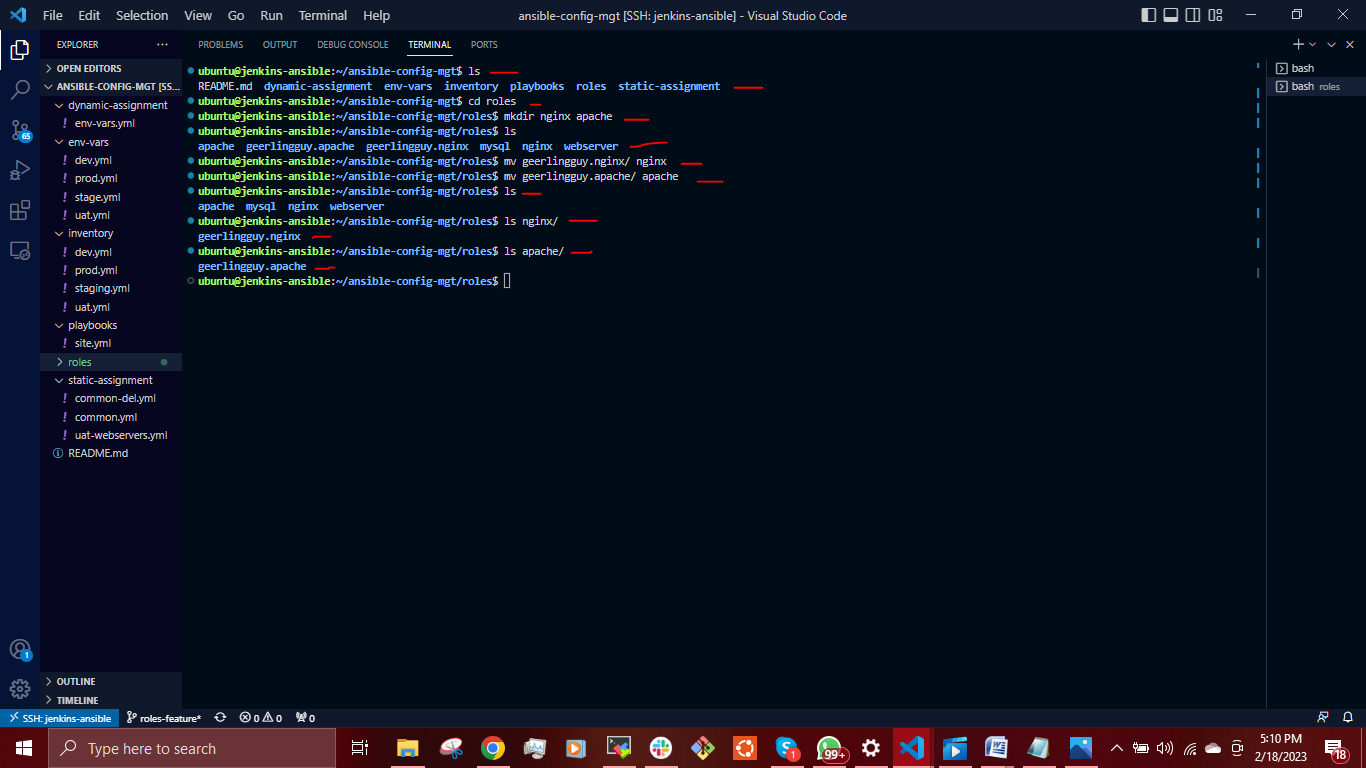 File Edit Selection View Go Run Terminal Help ansible-config-mgt [SSH: jenkins-ansible] - Visual Studio Code
EXPLORER ··· PROBLEMS OUTPUT DEBUG CONSOLE TERMINAL PORTS
OPEN EDITORS
ANSIBLE-CONFIG-MGT [SS...
dynamic-assignment
! env-vars.yml
env-vars
! dev.yml
! prod.yml
! stage.yml
! uat.yml
inventory
! dev.yml
! prod.yml
! staging.yml
! uat.yml
playbooks
! site.yml
roles
static-assignment
! common-del.yml
! common.yml
! uat-webservers.yml
README.md
OUTLINE
TIMELINE
65
1
ubuntu@jenkins-ansible:~/ansible-config-mgt$ ls
README.md dynamic-assignment env-vars inventory playbooks roles static-assignment
ubuntu@jenkins-ansible:~/ansible-config-mgt$ cd roles
ubuntu@jenkins-ansible:~/ansible-config-mgt/roles$ mkdir nginx apache
ubuntu@jenkins-ansible:~/ansible-config-mgt/roles$ ls
apache geerlingguy.apache geerlingguy.nginx mysql nginx webserver
ubuntu@jenkins-ansible:~/ansible-config-mgt/roles$ mv geerlingguy.nginx/ nginx
ubuntu@jenkins-ansible:~/ansible-config-mgt/roles$ mv geerlingguy.apache/ apache
ubuntu@jenkins-ansible:~/ansible-config-mgt/roles$ ls
apache mysql nginx webserver
ubuntu@jenkins-ansible:~/ansible-config-mgt/roles$ ls nginx/
geerlingguy.nginx
ubuntu@jenkins-ansible:~/ansible-config-mgt/roles$ ls apache/
geerlingguy.apache
ubuntu@jenkins-ansible:~/ansible-config-mgt/roles$
bash
bash roles
SSH: jenkins-ansible roles-feature* 0 0 0
Type here to search 1 99+ 5:10 PM
2/18/2023 18